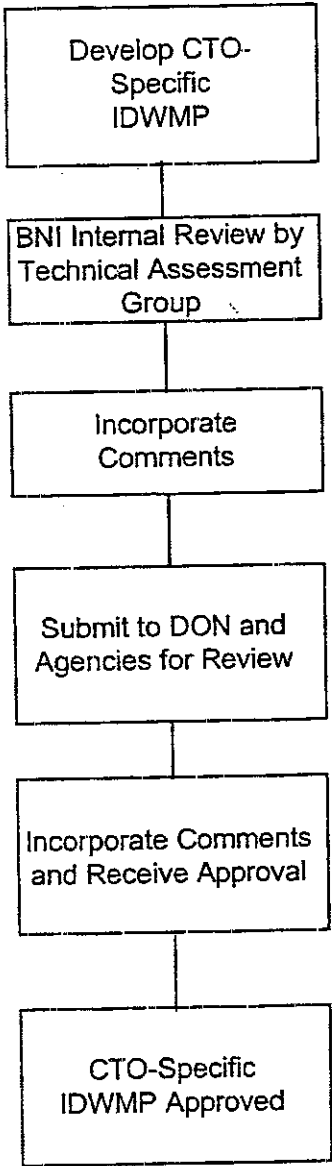 Develop CTO-
Specific
IDWMP
BNI Internal Review by
Technical Assessment
Group
Incorporate
Comments
Submit to DON and
Agencies for Review
Incorporate Comments
and Receive Approval
CTO-Specific
IDWMP Approved